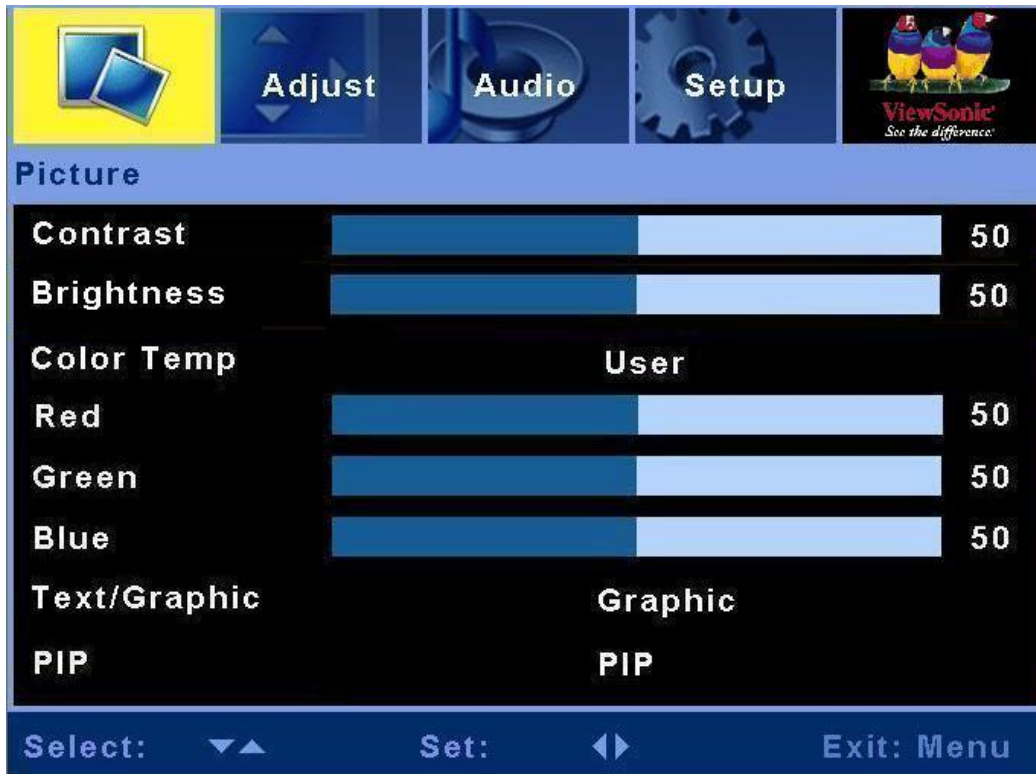 Adjust Audio Setup
ViewSonic®
See the difference™
Picture
Contrast 50
Brightness 50
Color Temp User
Red 50
Green 50
Blue 50
Text/Graphic Graphic
PIP PIP
Select: Set: Exit: Menu